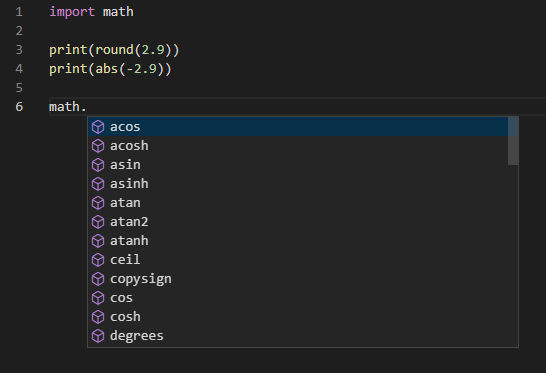 1 import math
2
3 print(round(2.9))
4 print(abs(-2.9))
5
6 math.
acos
acosh
asin
asinh
atan
atan2
atanh
ceil
copysign
cos
cosh
degrees